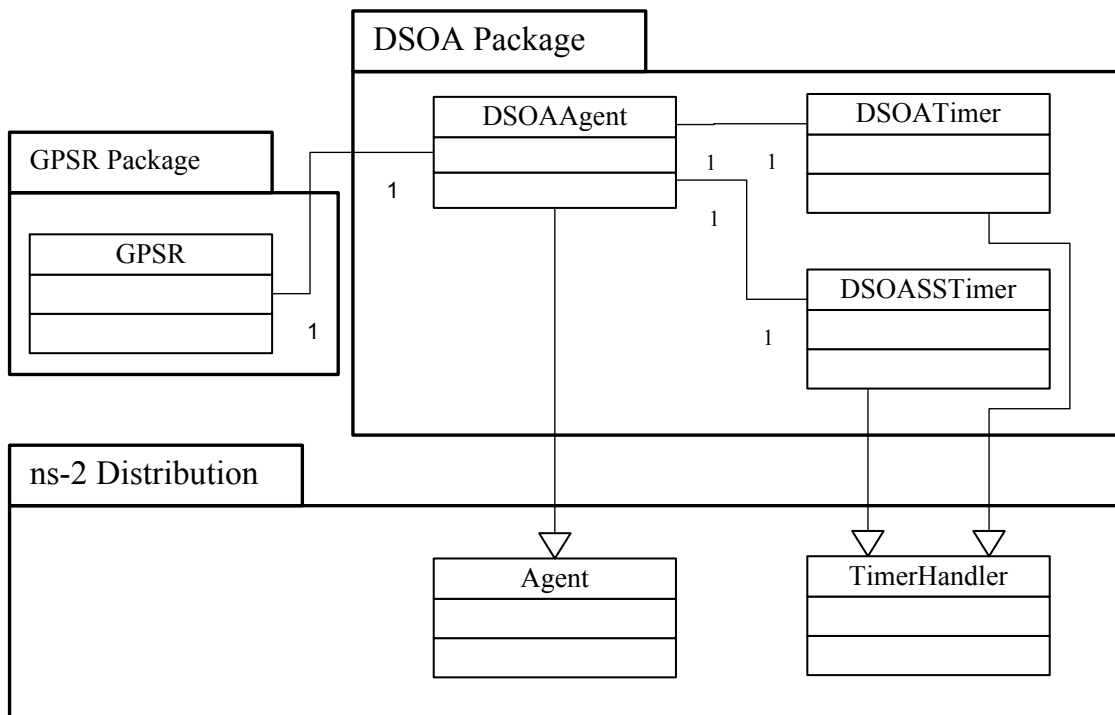 DSOA Package
DSOAAgent
DSOATimer
GPSR Package
1
1
1
1
GPSR
DSOASSTimer
1
1
ns-2 Distribution
Agent
TimerHandler